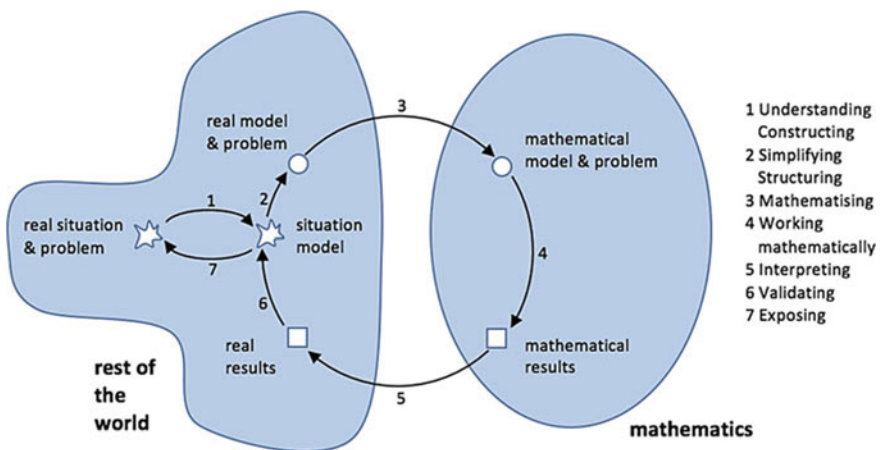 real model
& problem
3
mathematical
model & problem
1 Understanding
Constructing
2 Simplifying
Structuring
3 Mathematising
4 Working
mathematically
5 Interpreting
6 Validating
7 Exposing
real situation
& problem
1
2
situation
model
7
6
4
real
results
mathematical
results
5
rest of
the
world
mathematics